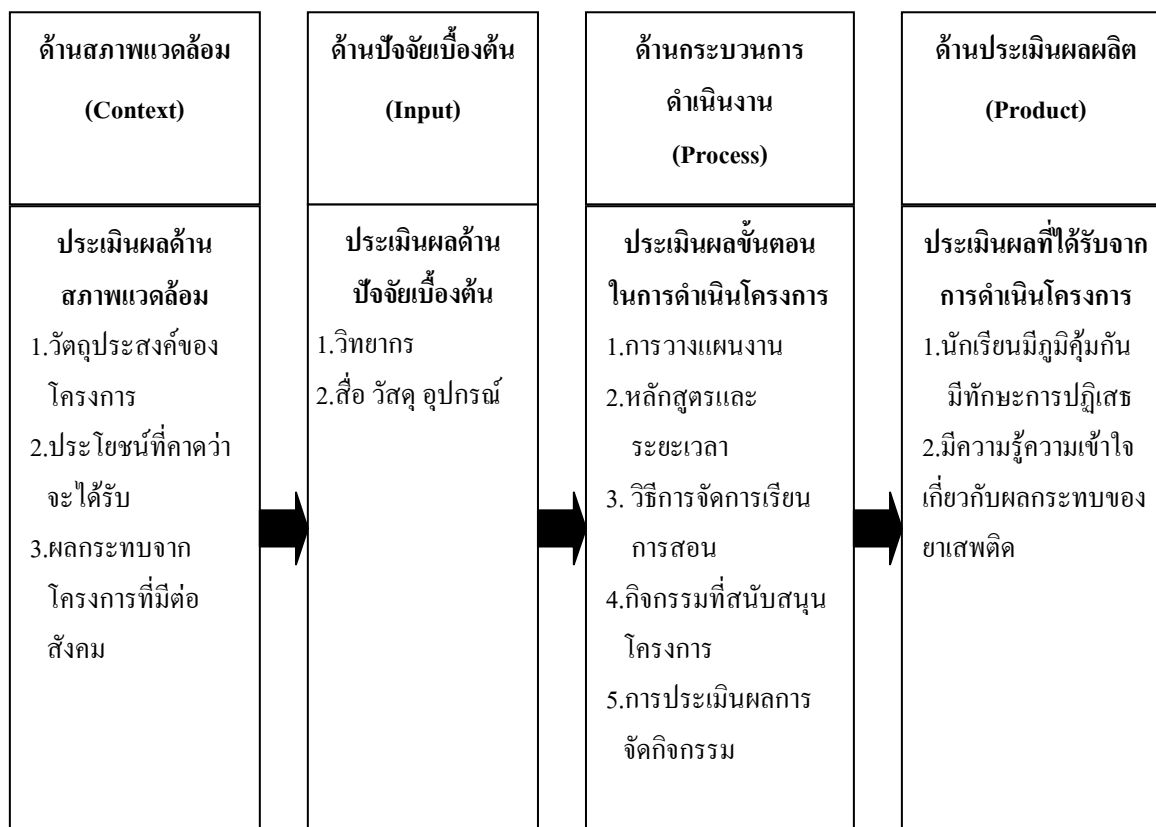 ด้านสภาพแวดล้อม
(Context)
ประเมินผลด้าน
สภาพแวดล้อม
1.วัตถุประสงค์ของ
โครงการ
2.ประโยชน์ที่คาดว่า
จะได้รับ
3.ผลกระทบจาก
โครงการที่มีต่อ
สังคม
ด้านปัจจัยเบื้องต้น
(Input)
ประเมินผลด้าน
ปัจจัยเบื้องต้น
1.วิทยากร
2.สื่อ วัสดุ อุปกรณ์
ด้านกระบวนการ
ดำเนินงาน
(Process)
ประเมินผลขั้นตอน
ในการดำเนินโครงการ
1.การวางแผนงาน
2.หลักสูตรและ
ระยะเวลา
3. วิธีการจัดการเรียน
การสอน
4.กิจกรรมที่สนับสนุน
โครงการ
5.การประเมินผลการ
จัดกิจกรรม
ด้านประเมินผลผลิต
(Product)
ประเมินผลที่ได้รับจาก
การดำเนินโครงการ
1.นักเรียนมีภูมิคุ้มกัน
มีทักษะการปฏิเสธ
2.มีความรู้ความเข้าใจ
เกี่ยวกับผลกระทบของ
ยาเสพติด